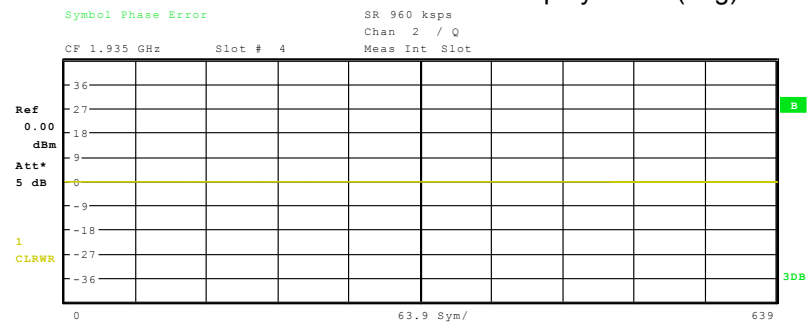 Symbol Phase Error SR 960 ksps
Chan 2 / Q
CF 1.935 GHz Slot # 4 Meas Int Slot
36
Ref 27 B
0.00 18
dBm
Att* 9
5 dB 0
-9
-18
1
CLRWR -27
-36 3DB
0 63.9 Sym/ 639